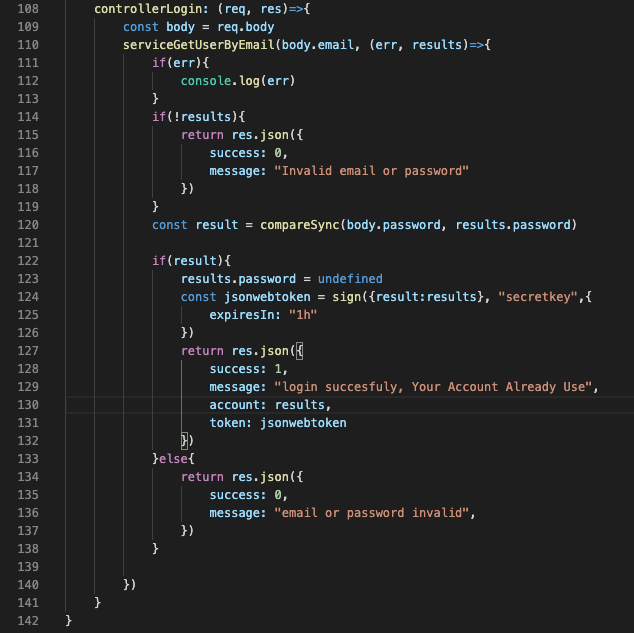 108 controllerLogin: (req, res)=>{
109 const body = req.body
110 serviceGetUserByEmail(body.email, (err, results)=>{
111 if(err){
112 console.log(err)
113 }
114 if(!results){
115 return res.json({
116 success: 0,
117 message: "Invalid email or password"
118 })
119 }
120 const result = compareSync(body.password, results.password)
121
122 if(result){
123 results.password = undefined
124 const jsonwebtoken = sign({result:results}, "secretkey",{
125 expiresIn: "1h"
126 })
127 return res.json({
128 success: 1,
129 message: "login succesfuly, Your Account Already Use",
130 account: results,
131 token: jsonwebtoken
132 })
133 }else{
134 return res.json({
135 success: 0,
136 message: "email or password invalid",
137 })
138 }
139
140 })
141 }
142 }